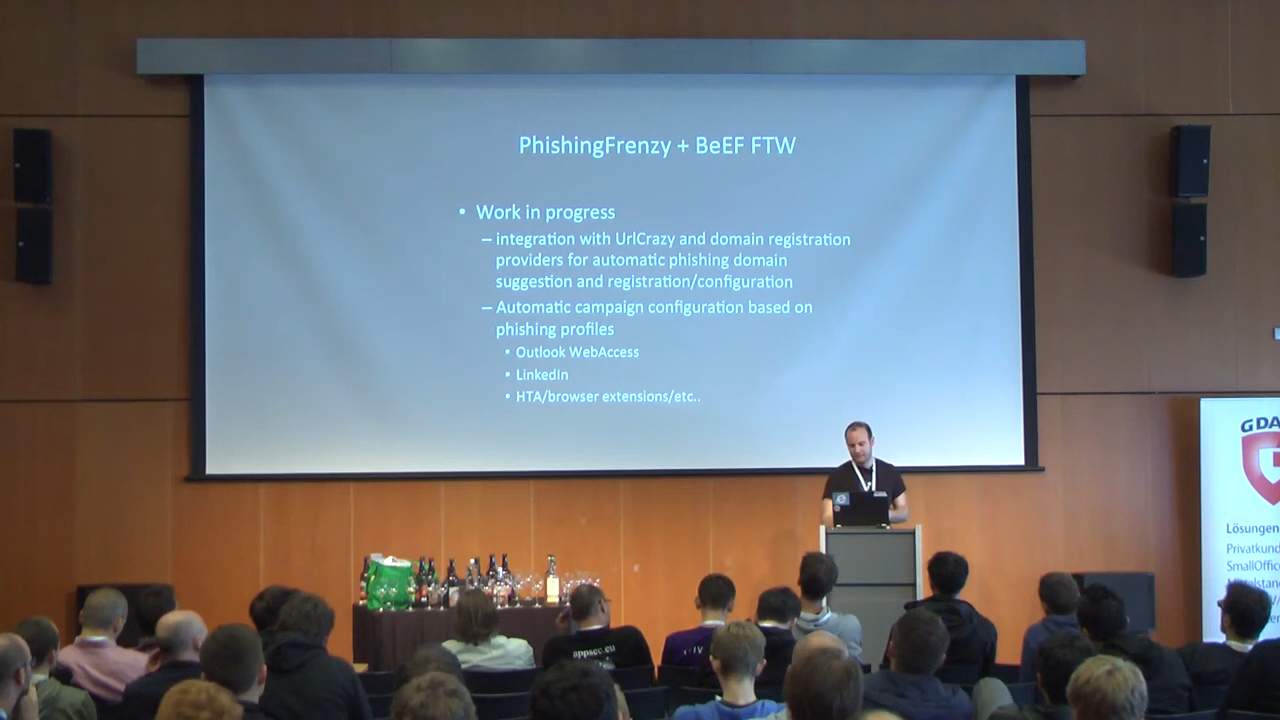 PhishingFrenzy + BeEF FTW
• Work in progress
– integration with UrlCrazy and domain registration
providers for automatic phishing domain
suggestion and registration/configuration
– Automatic campaign configuration based on
phishing profiles
• Outlook WebAccess
• LinkedIn
• HTA/browser extensions/etc..
GDA
Lösungen
Privatkund
SmallOffic
appsec.eu